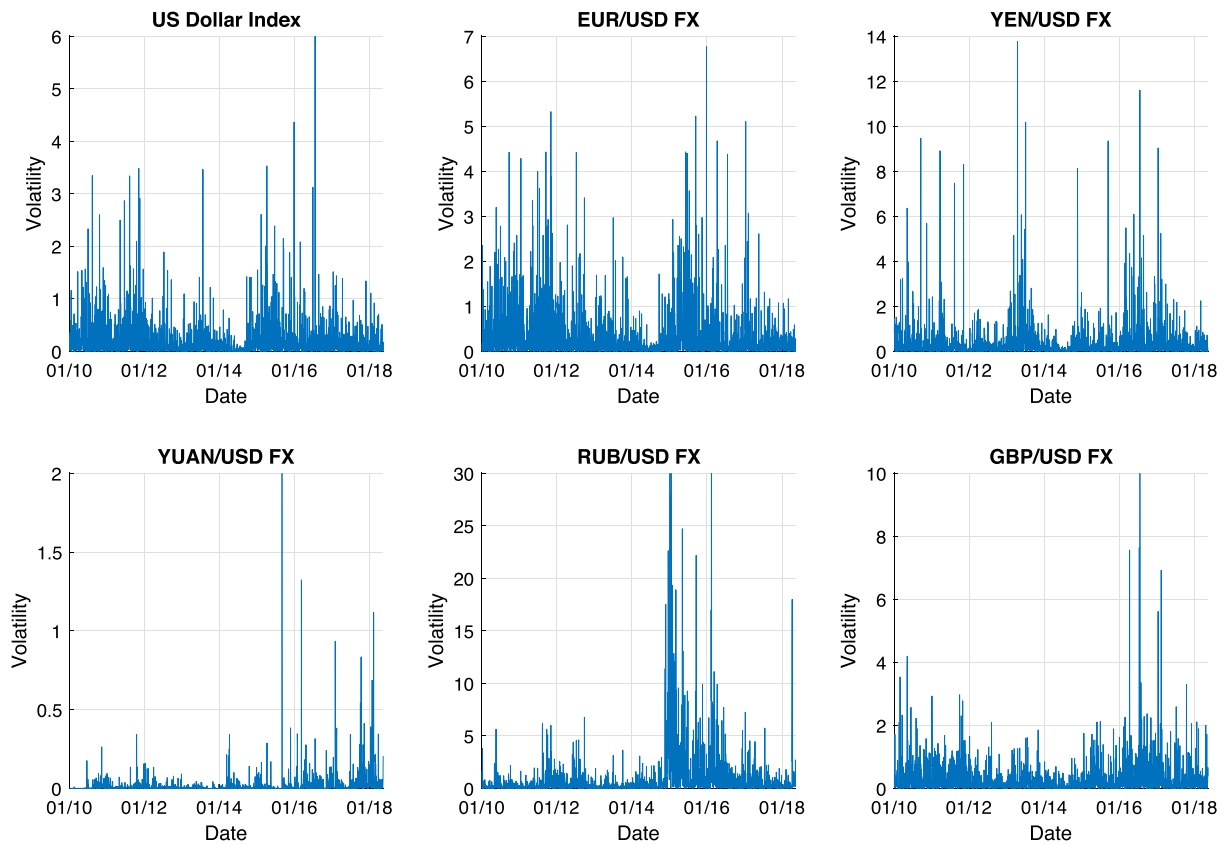 US Dollar Index
6
5
4
3
2
1
0
Volatility
01/10 01/12 01/14 01/16 01/18
Date
EUR/USD FX
7
6
5
4
3
2
1
0
Volatility
01/10 01/12 01/14 01/16 01/18
Date
YEN/USD FX
14
12
10
8
6
4
2
0
Volatility
01/10 01/12 01/14 01/16 01/18
Date
YUAN/USD FX
2
1.5
1
0.5
0
Volatility
01/10 01/12 01/14 01/16 01/18
Date
RUB/USD FX
30
25
20
15
10
5
0
Volatility
01/10 01/12 01/14 01/16 01/18
Date
GBP/USD FX
10
8
6
4
2
0
Volatility
01/10 01/12 01/14 01/16 01/18
Date